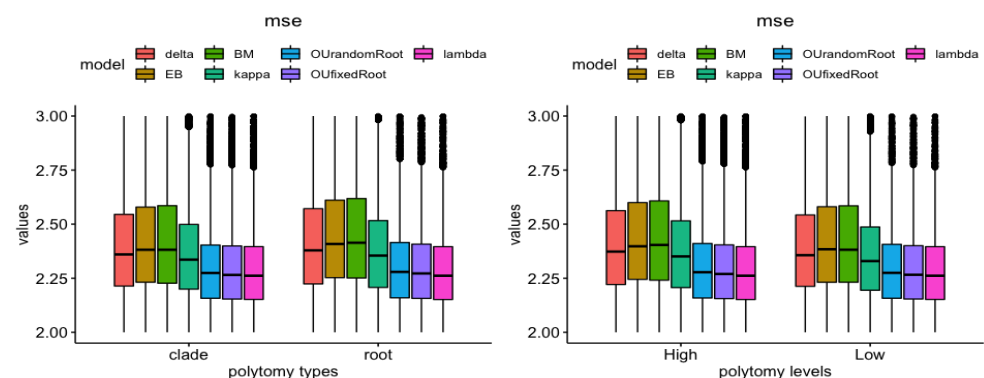 mse
model delta BM OUrandomRoot lambda
EB kappa OUfixedRoot
values
3.00
2.75
2.50
2.25
2.00
clade root
polytomy types
mse
model delta BM OUrandomRoot lambda
EB kappa OUfixedRoot
values
3.00
2.75
2.50
2.25
2.00
High Low
polytomy levels